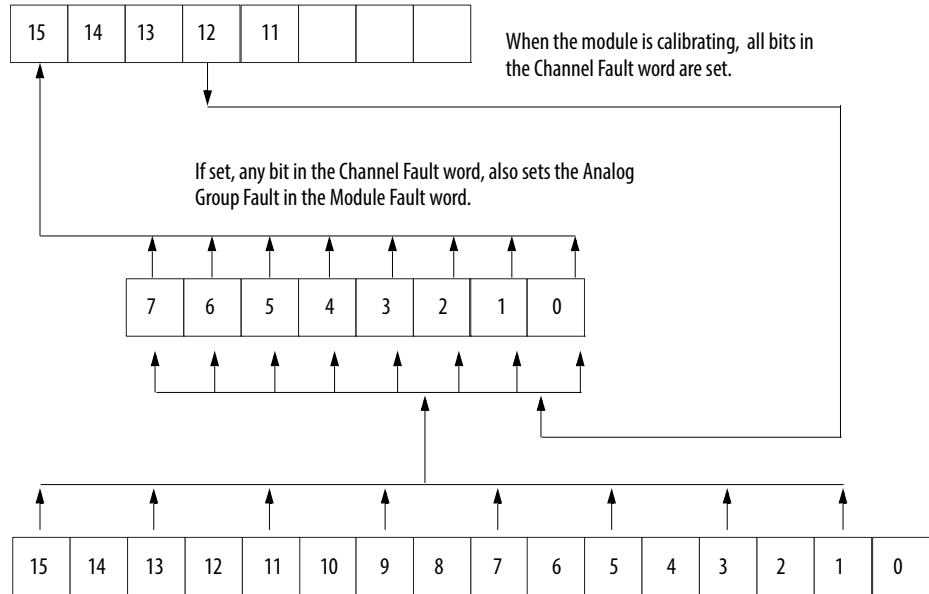 15 14 13 12 11
When the module is calibrating, all bits in
the Channel Fault word are set.
If set, any bit in the Channel Fault word, also sets the Analog
Group Fault in the Module Fault word.
7 6 5 4 3 2 1 0
15 14 13 12 11 10 9 8 7 6 5 4 3 2 1 0